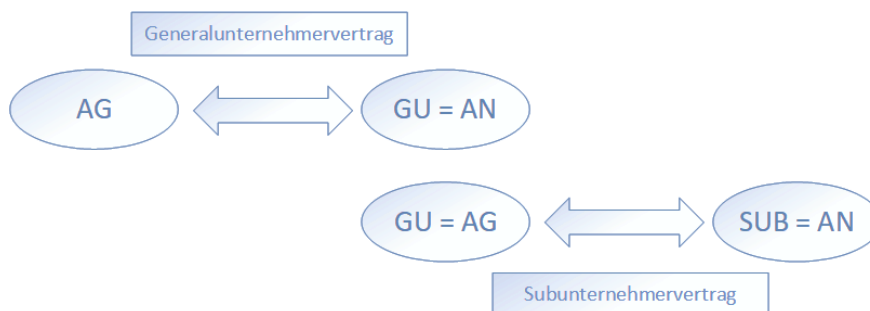 Generalunternehmervertrag
AG
GU = AN
GU = AG
SUB = AN
Subunternehmervertrag